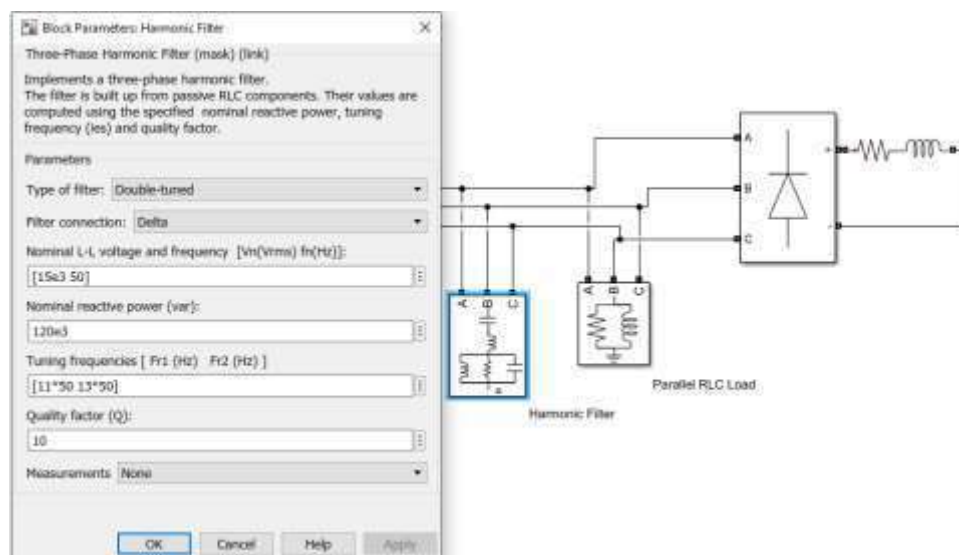 Block Parameters: Harmonic Filter
Three-Phase Harmonic Filter (mask) (link)
Implements a three-phase harmonic filter.
The filter is built up from passive RLC components. Their values are
computed using the specified nominal reactive power, tuning
frequency (ies) and quality factor.
Parameters
Type of filter: Double-tuned
Filter connection: Delta
Nominal L-L voltage and frequency [Vn(Vrms) fn(Hz)]:
[15e3 50]
Nominal reactive power (var):
120e3
Tuning frequencies [ Fr1 (Hz) Fr2 (Hz) ]
[11*50 13*50]
Quality factor (Q):
10
Measurements None
OK Cancel Help Apply
A
B
C
+
-
A B C
A B C
Parallel RLC Load
Harmonic Filter